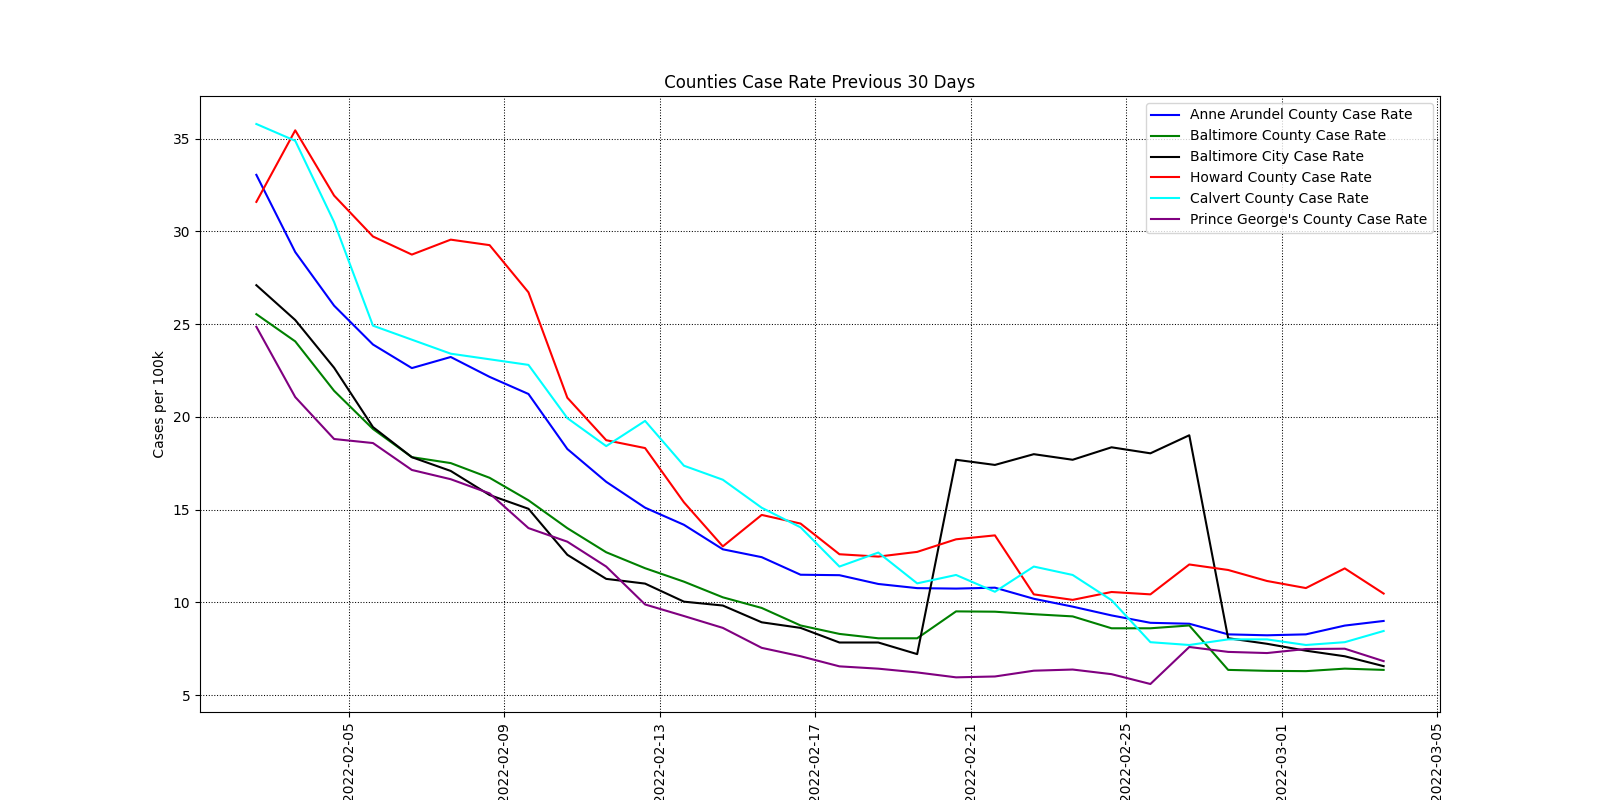 Counties Case Rate Previous 30 Days
Anne Arundel County Case Rate
Baltimore County Case Rate
Baltimore City Case Rate
Howard County Case Rate
Calvert County Case Rate
Prince George's County Case Rate
Cases per 100k
35
30
25
20
15
10
5
2022-02-05
2022-02-09
2022-02-13
2022-02-17
2022-02-21
2022-02-25
2022-03-01
2022-03-05